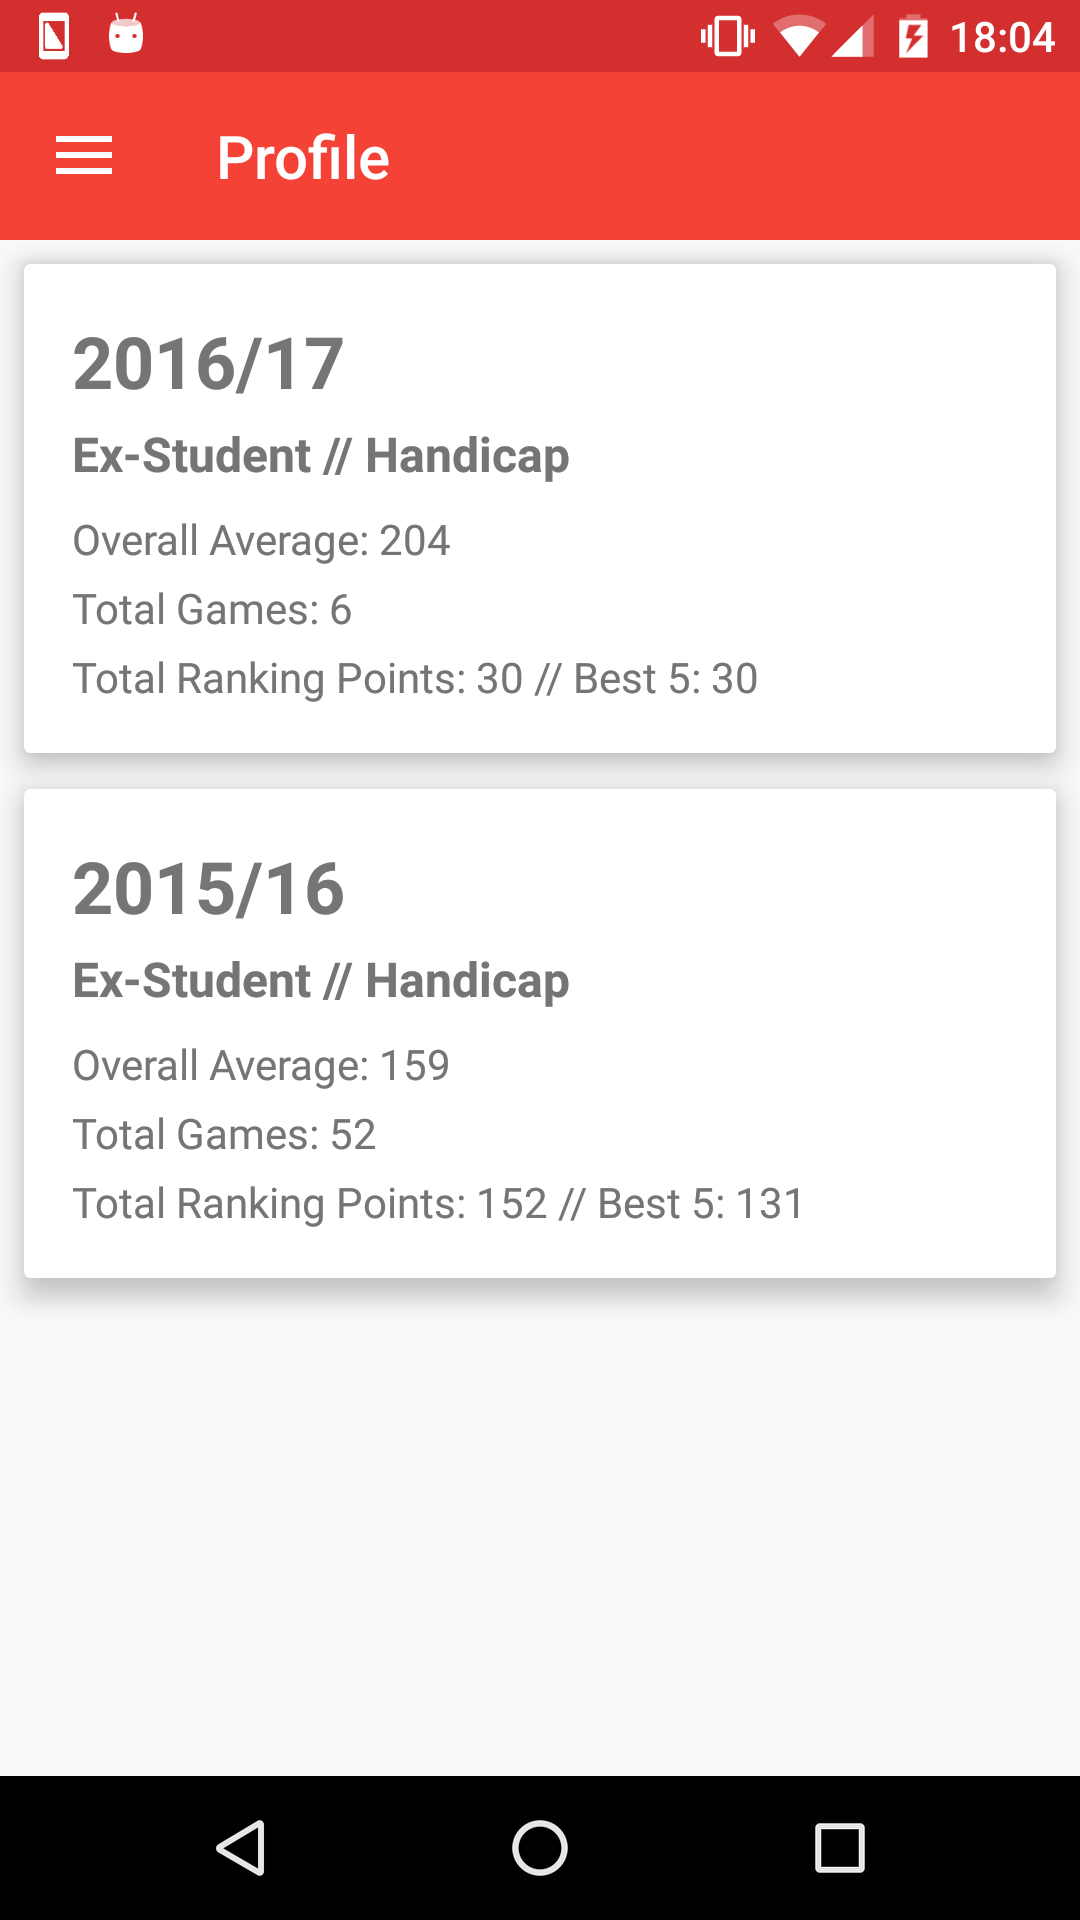 18:04
Profile
2016/17
Ex-Student // Handicap
Overall Average: 204
Total Games: 6
Total Ranking Points: 30 // Best 5: 30
2015/16
Ex-Student // Handicap
Overall Average: 159
Total Games: 52
Total Ranking Points: 152 // Best 5: 131